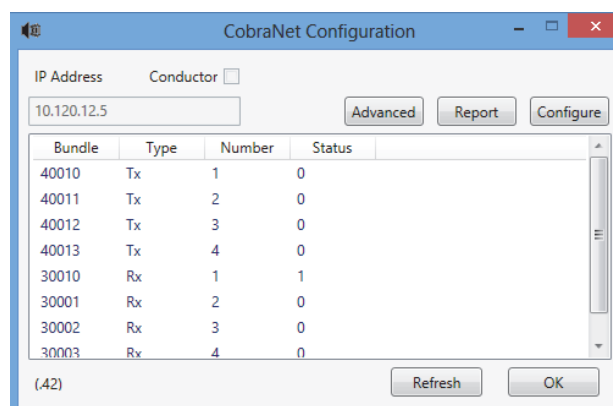 CobraNet Configuration
IP Address Conductor
10.120.12.5 Advanced Report Configure
Bundle Type Number Status
40010 Tx 1 0
40011 Tx 2 0
40012 Tx 3 0
40013 Tx 4 0
30010 Rx 1 1
30001 Rx 2 0
30002 Rx 3 0
30003 Rx 4 0
(.42) Refresh OK